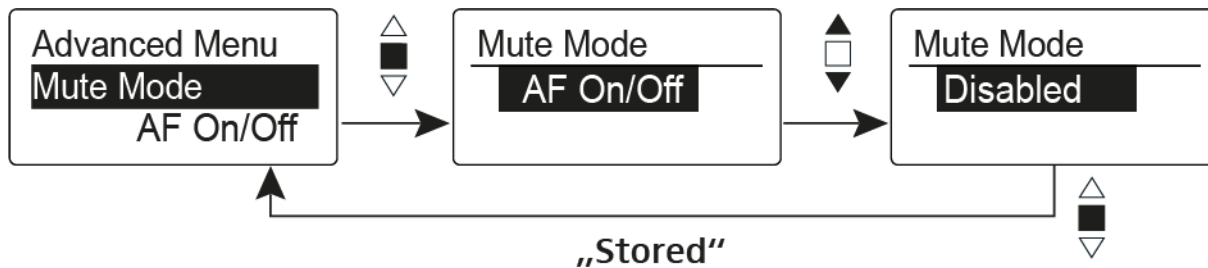 Advanced Menu
Mute Mode
AF On/Off
Mute Mode
AF On/Off
Mute Mode
Disabled
„Stored“